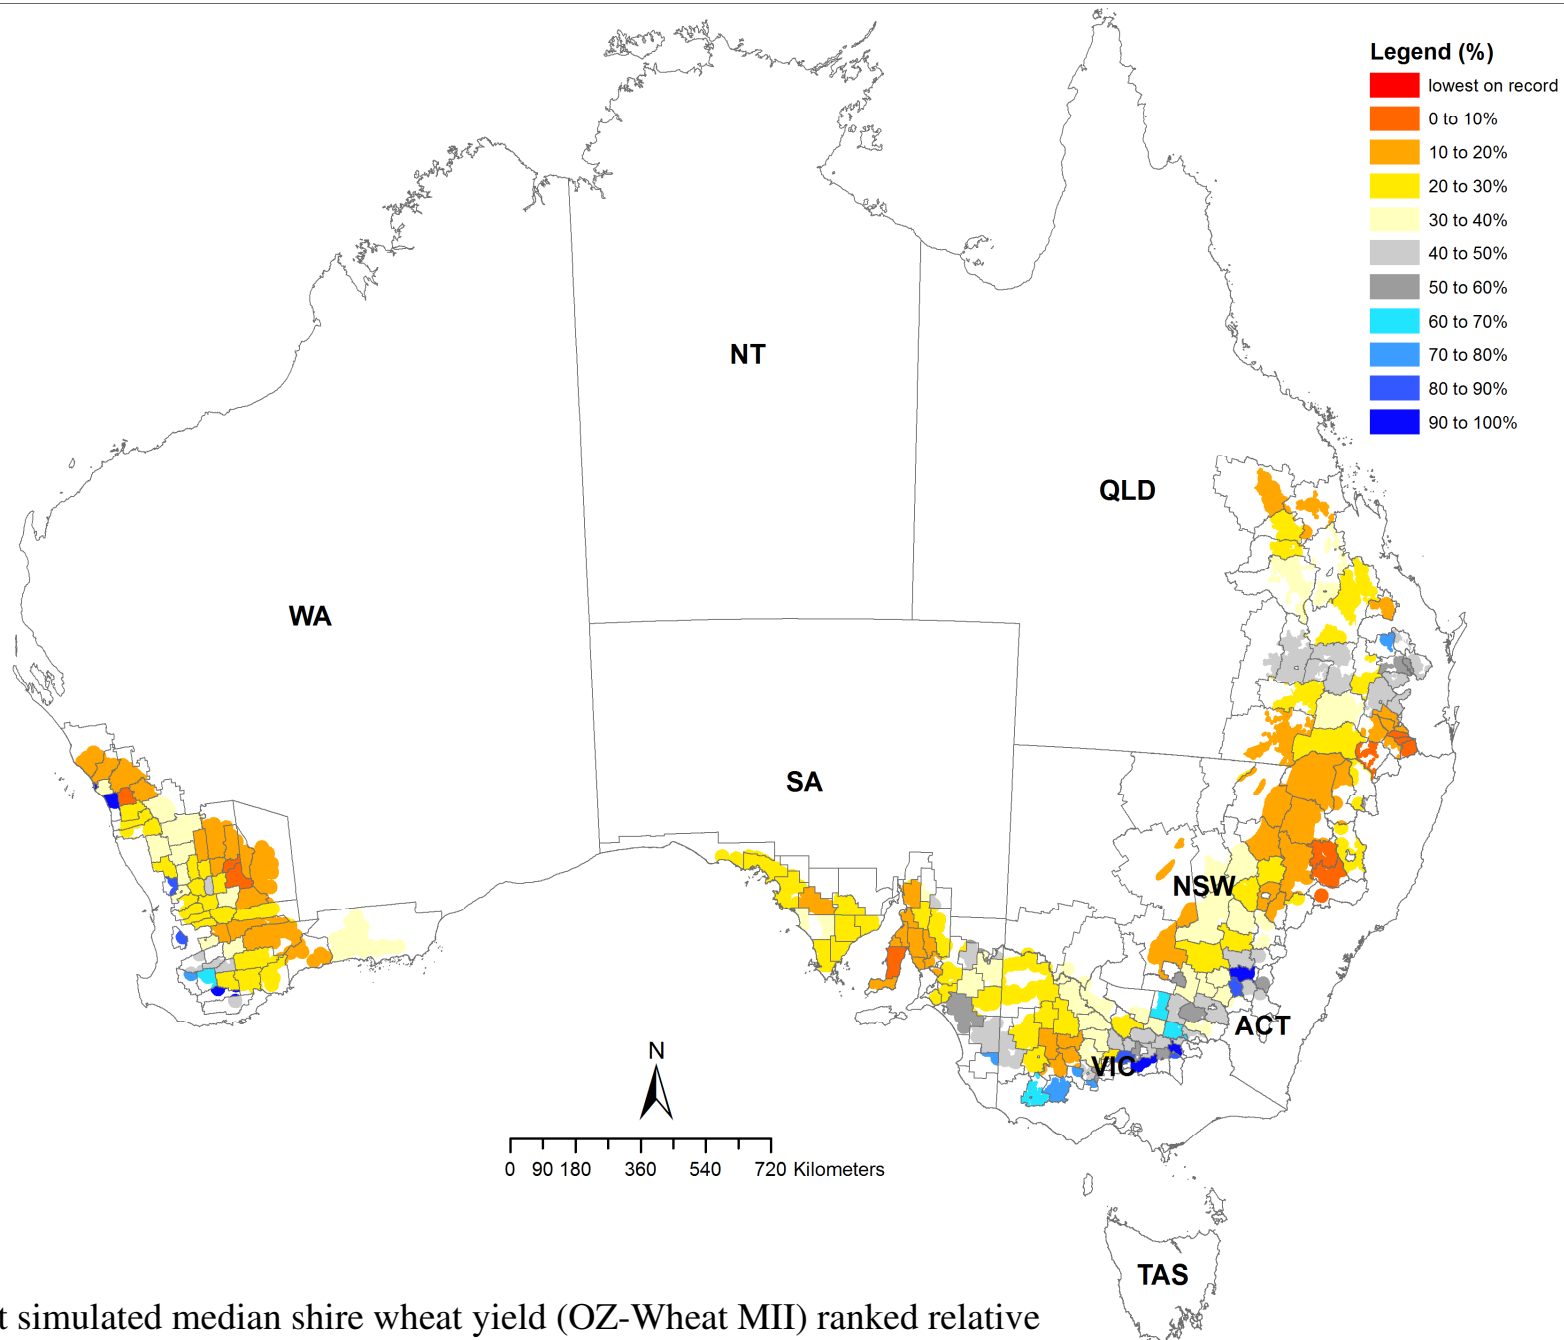 Legend (%)
lowest on record
0 to 10%
10 to 20%
20 to 30%
30 to 40%
40 to 50%
50 to 60%
60 to 70%
70 to 80%
80 to 90%
90 to 100%
NT
QLD
WA
SA
NSW
ACT
VIC
N
0 90 180 360 540 720 Kilometers
TAS
t simulated median shire wheat yield (OZ-Wheat MII) ranked relative